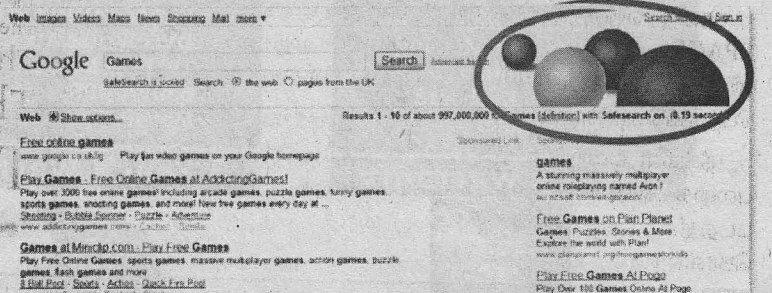 Web Images Videos Maps News Shopping Mail more ▼
Sign in
Google
Games
Search
SafeSearch is locked Search: the web pages from the UK
Web Show options...
Results 1 - 10 of about 997,000,000 for Games [definition] with Safesearch on. (0.19 seconds)
Free online games
www.google.co.uk/ig Play fun video games on your Google homepage
Sponsored Link
Play Games - Free Online Games at AddictingGames!
Play over 3000 free online games! Including arcade games, puzzle games, funny games,
sports games, shooting games, and more! New free games every day at ...
Shooting - Bubble Spinner - Puzzle - Adventure
www.addictinggames.com/ - Cached - Similar
Games at Miniclip.com - Play Free Games
Play Free Online Games, sports games, massive multiplayer games, action games, puzzle
games, flash games and more
8 Ball Pool - Sports - Action - Quick Fire Pool
games
A stunning massively multiplayer
online roleplaying named Aion!
Free Games on Plan Planet
Games, Puzzles, Stories & More
Explore the world with Plan!
Play Free Games At Pogo
Play Over 100 Games Online At Pogo